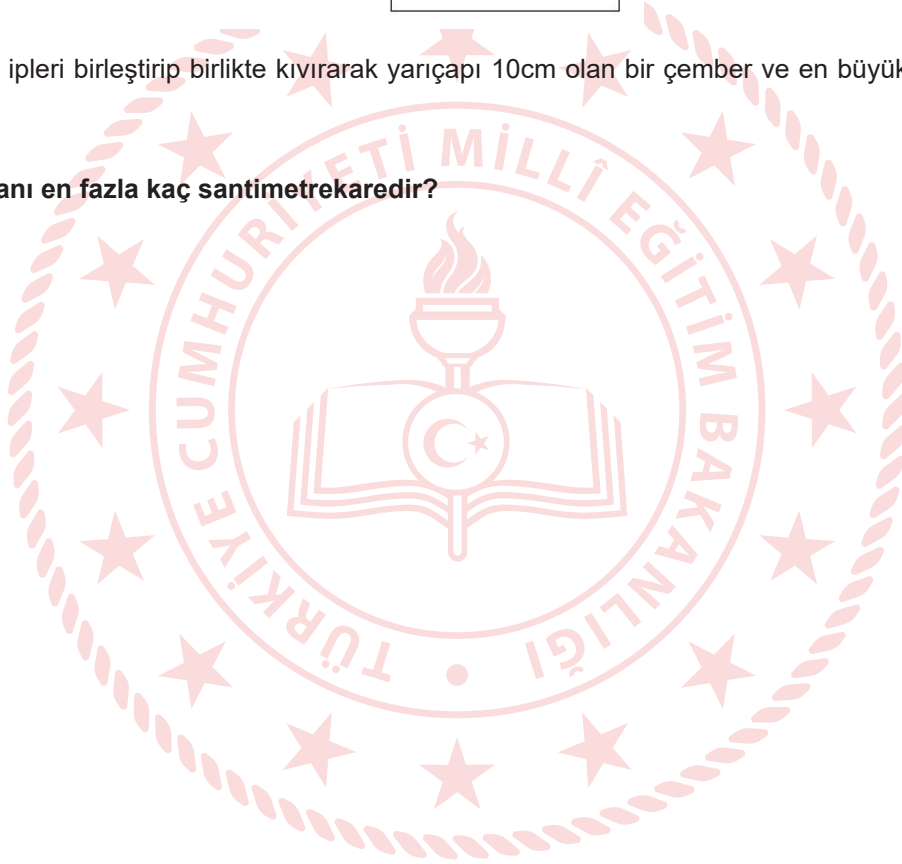 ipleri birleştirip birlikte kıvırarak yarıçapı 10cm olan bir çember ve en büyük
anı en fazla kaç santimetrekaredir?
TÜRKİYE CUMHURİYETİ MİLLÎ EĞİTİM BAKANLIĞI